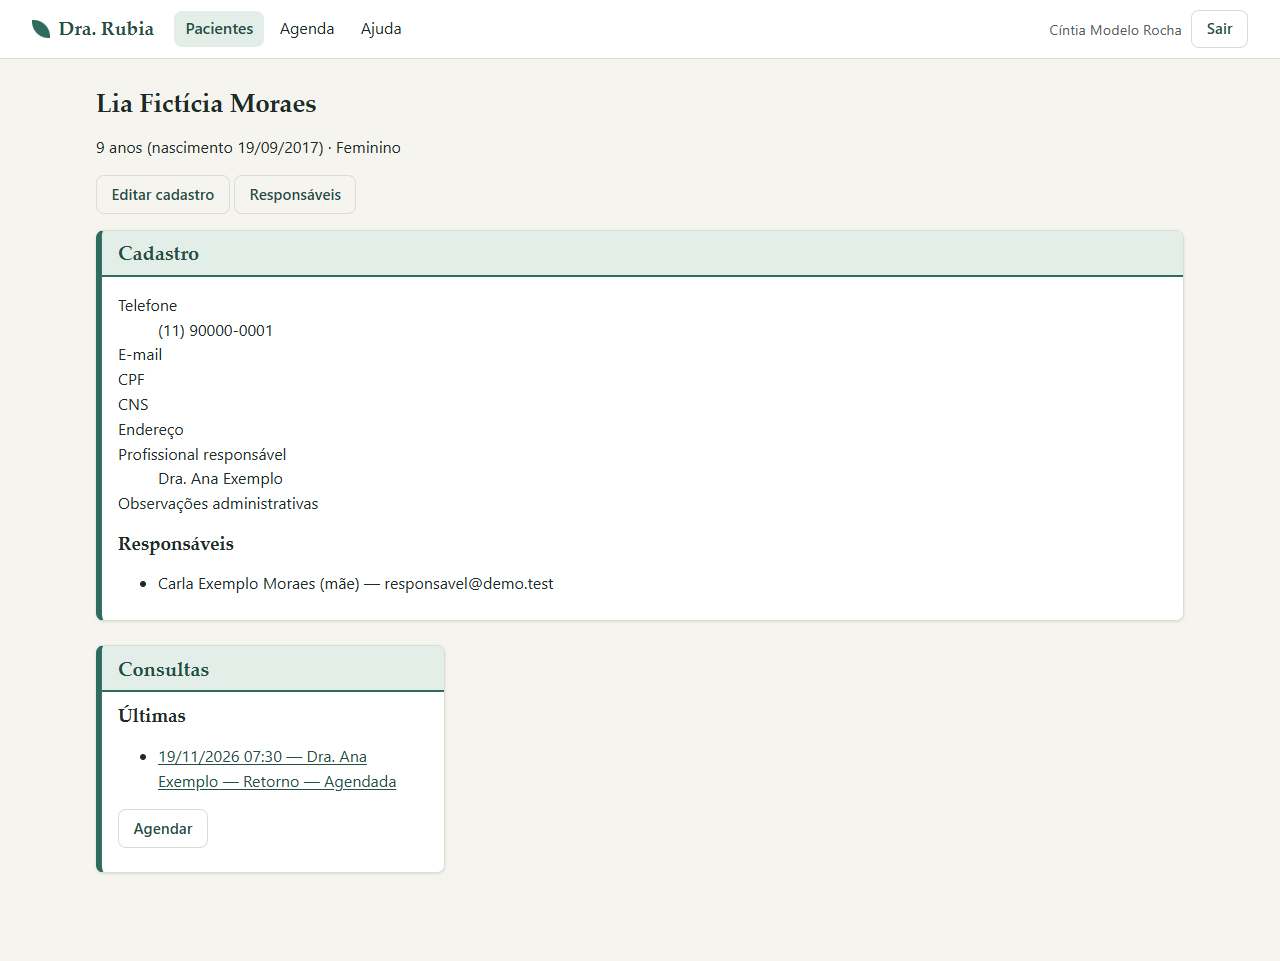 Dra. Rubia
Pacientes
Agenda
Ajuda
Cíntia Modelo Rocha
Sair
Lia Fictícia Moraes
9 anos (nascimento 19/09/2017) · Feminino
Editar cadastro
Responsáveis
Cadastro
Telefone
(11) 90000-0001
E-mail
CPF
CNS
Endereço
Profissional responsável
Dra. Ana Exemplo
Observações administrativas
Responsáveis
Carla Exemplo Moraes (mãe) — responsavel@demo.test
Consultas
Últimas
19/11/2026 07:30 — Dra. Ana
Exemplo — Retorno — Agendada
Agendar